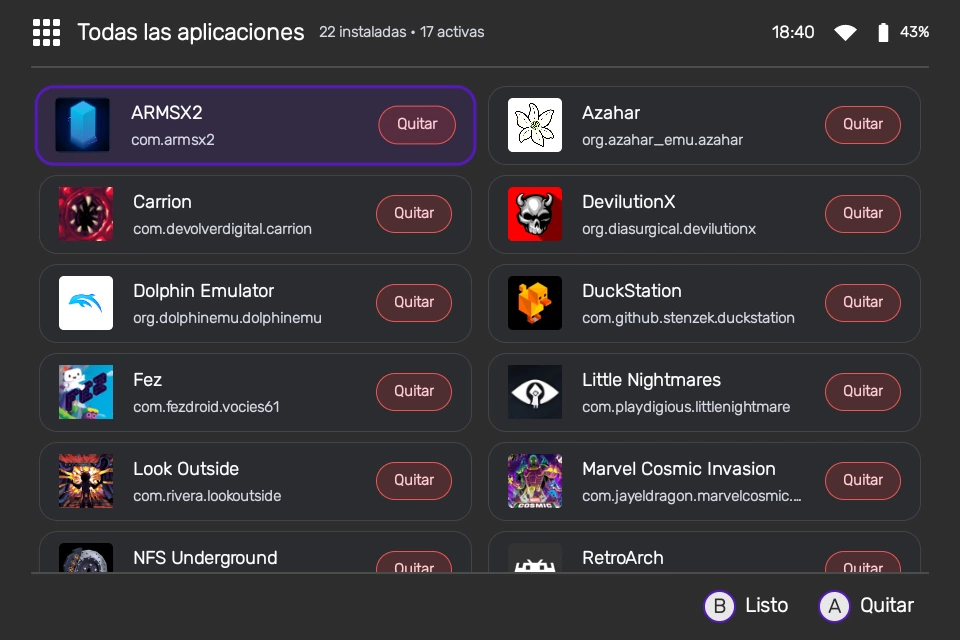 Todas las aplicaciones 22 instaladas • 17 activas 18:40 43%
ARMSX2
com.armsx2
Quitar
Azahar
org.azahar_emu.azahar
Quitar
Carrion
com.devolverdigital.carrion
Quitar
DevilutionX
org.diasurgical.devilutionx
Quitar
Dolphin Emulator
org.dolphinemu.dolphinemu
Quitar
DuckStation
com.github.stenzek.duckstation
Quitar
Fez
com.fezdroid.vocies61
Quitar
Little Nightmares
com.playdigious.littlenightmare
Quitar
Look Outside
com.rivera.lookoutside
Quitar
Marvel Cosmic Invasion
com.jayeldragon.marvelcosmic...
Quitar
COSMIC
NFS Underground
Quitar
RetroArch
Quitar
B Listo A Quitar